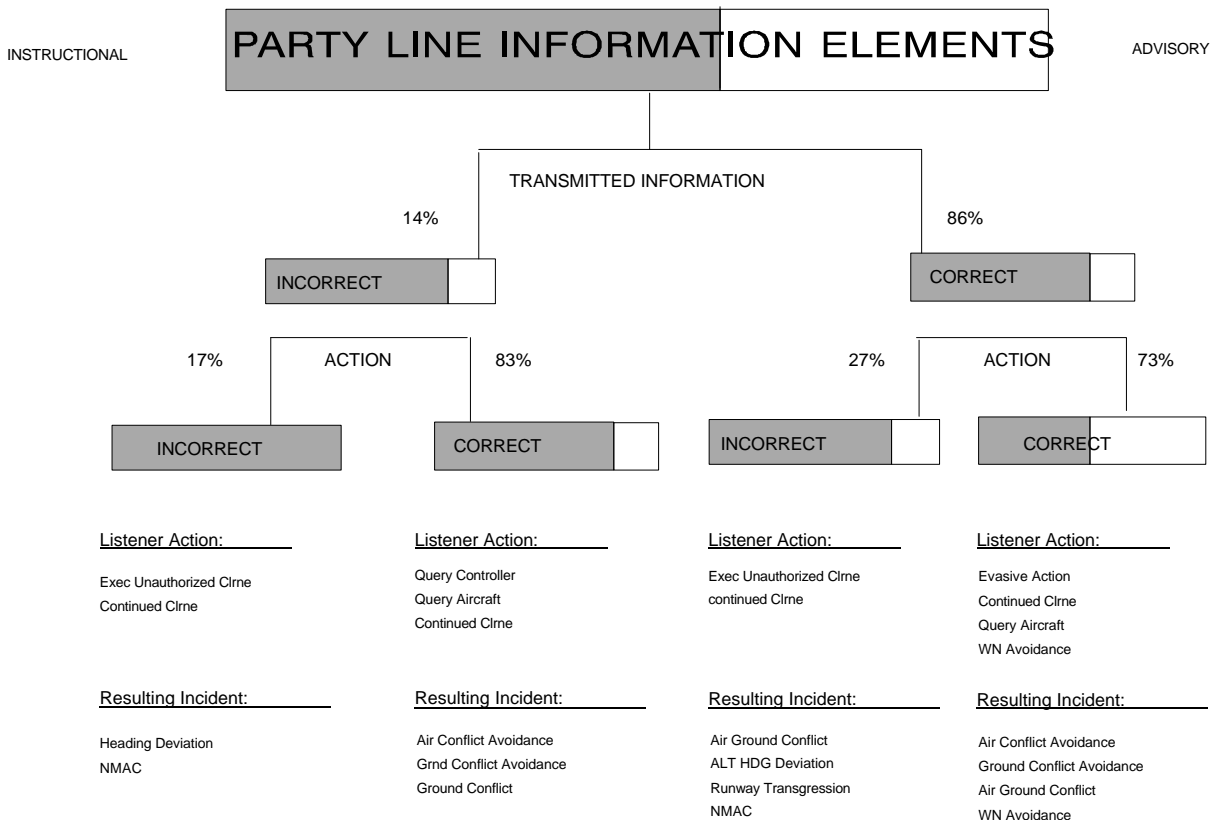 INSTRUCTIONAL
PARTY LINE INFORMATION ELEMENTS
ADVISORY
TRANSMITTED INFORMATION
14%
86%
INCORRECT
CORRECT
17%
ACTION
83%
27%
ACTION
73%
INCORRECT
CORRECT
INCORRECT
CORRECT
Listener Action:
Exec Unauthorized Clrne
Continued Clrne
Listener Action:
Query Controller
Query Aircraft
Continued Clrne
Listener Action:
Exec Unauthorized Clrne
continued Clrne
Listener Action:
Evasive Action
Continued Clrne
Query Aircraft
WN Avoidance
Resulting Incident:
Heading Deviation
NMAC
Resulting Incident:
Air Conflict Avoidance
Grnd Conflict Avoidance
Ground Conflict
Resulting Incident:
Air Ground Conflict
ALT HDG Deviation
Runway Transgression
NMAC
Resulting Incident:
Air Conflict Avoidance
Ground Conflict Avoidance
Air Ground Conflict
WN Avoidance